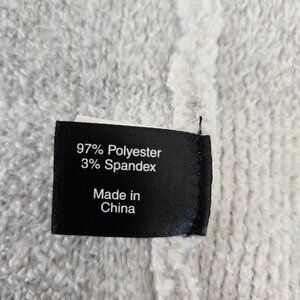 97% Polyester
3% Spandex
Made in
China